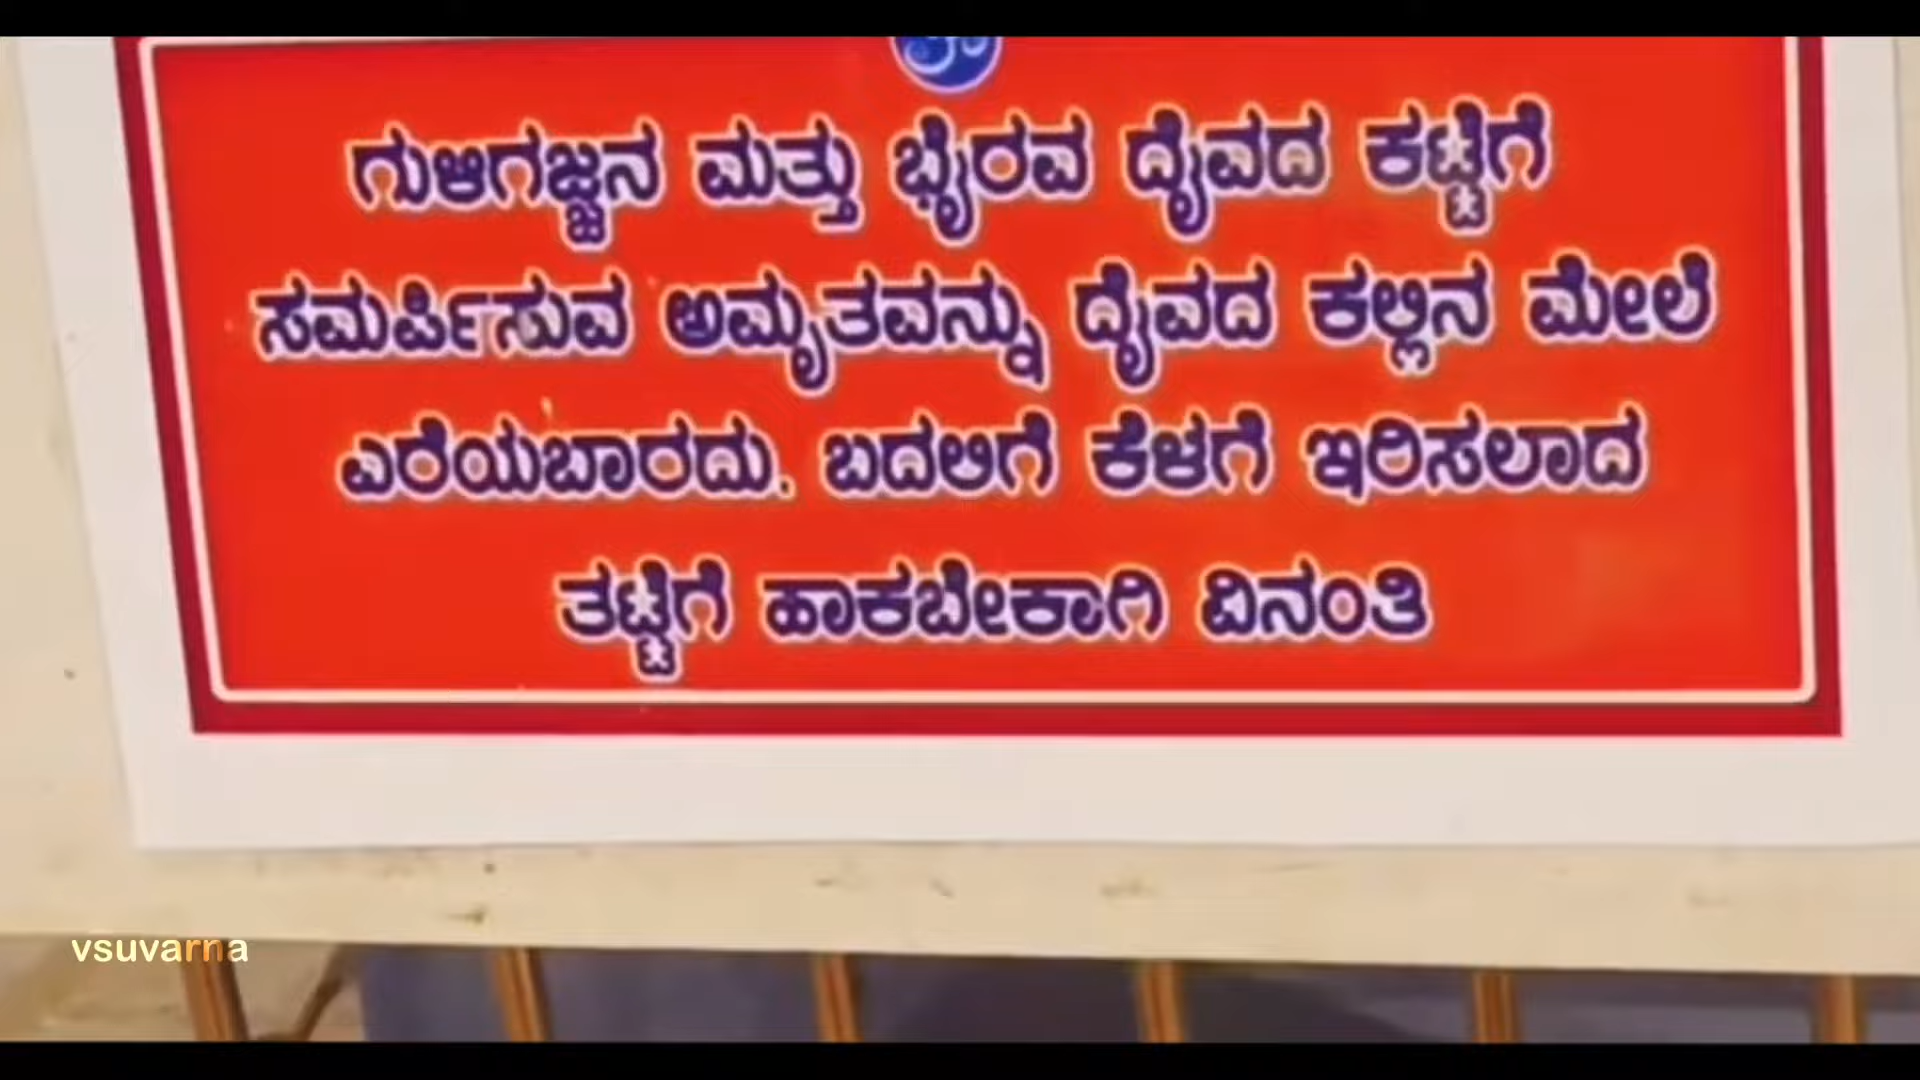 ಗುಳಿಗಜ್ಜನ ಮತ್ತು ಭೈರವ ದೈವದ ಕಟ್ಟೆಗೆ
ಸಮರ್ಪಿಸುವ ಅಮೃತವನ್ನು ದೈವದ ಕಲ್ಲಿನ ಮೇಲೆ
ಎರೆಯಬಾರದು. ಬದಲಿಗೆ ಕೆಳಗೆ ಇರಿಸಲಾದ
ತಟ್ಟೆಗೆ ಹಾಕಬೇಕಾಗಿ ವಿನಂತಿ
vsuvarna